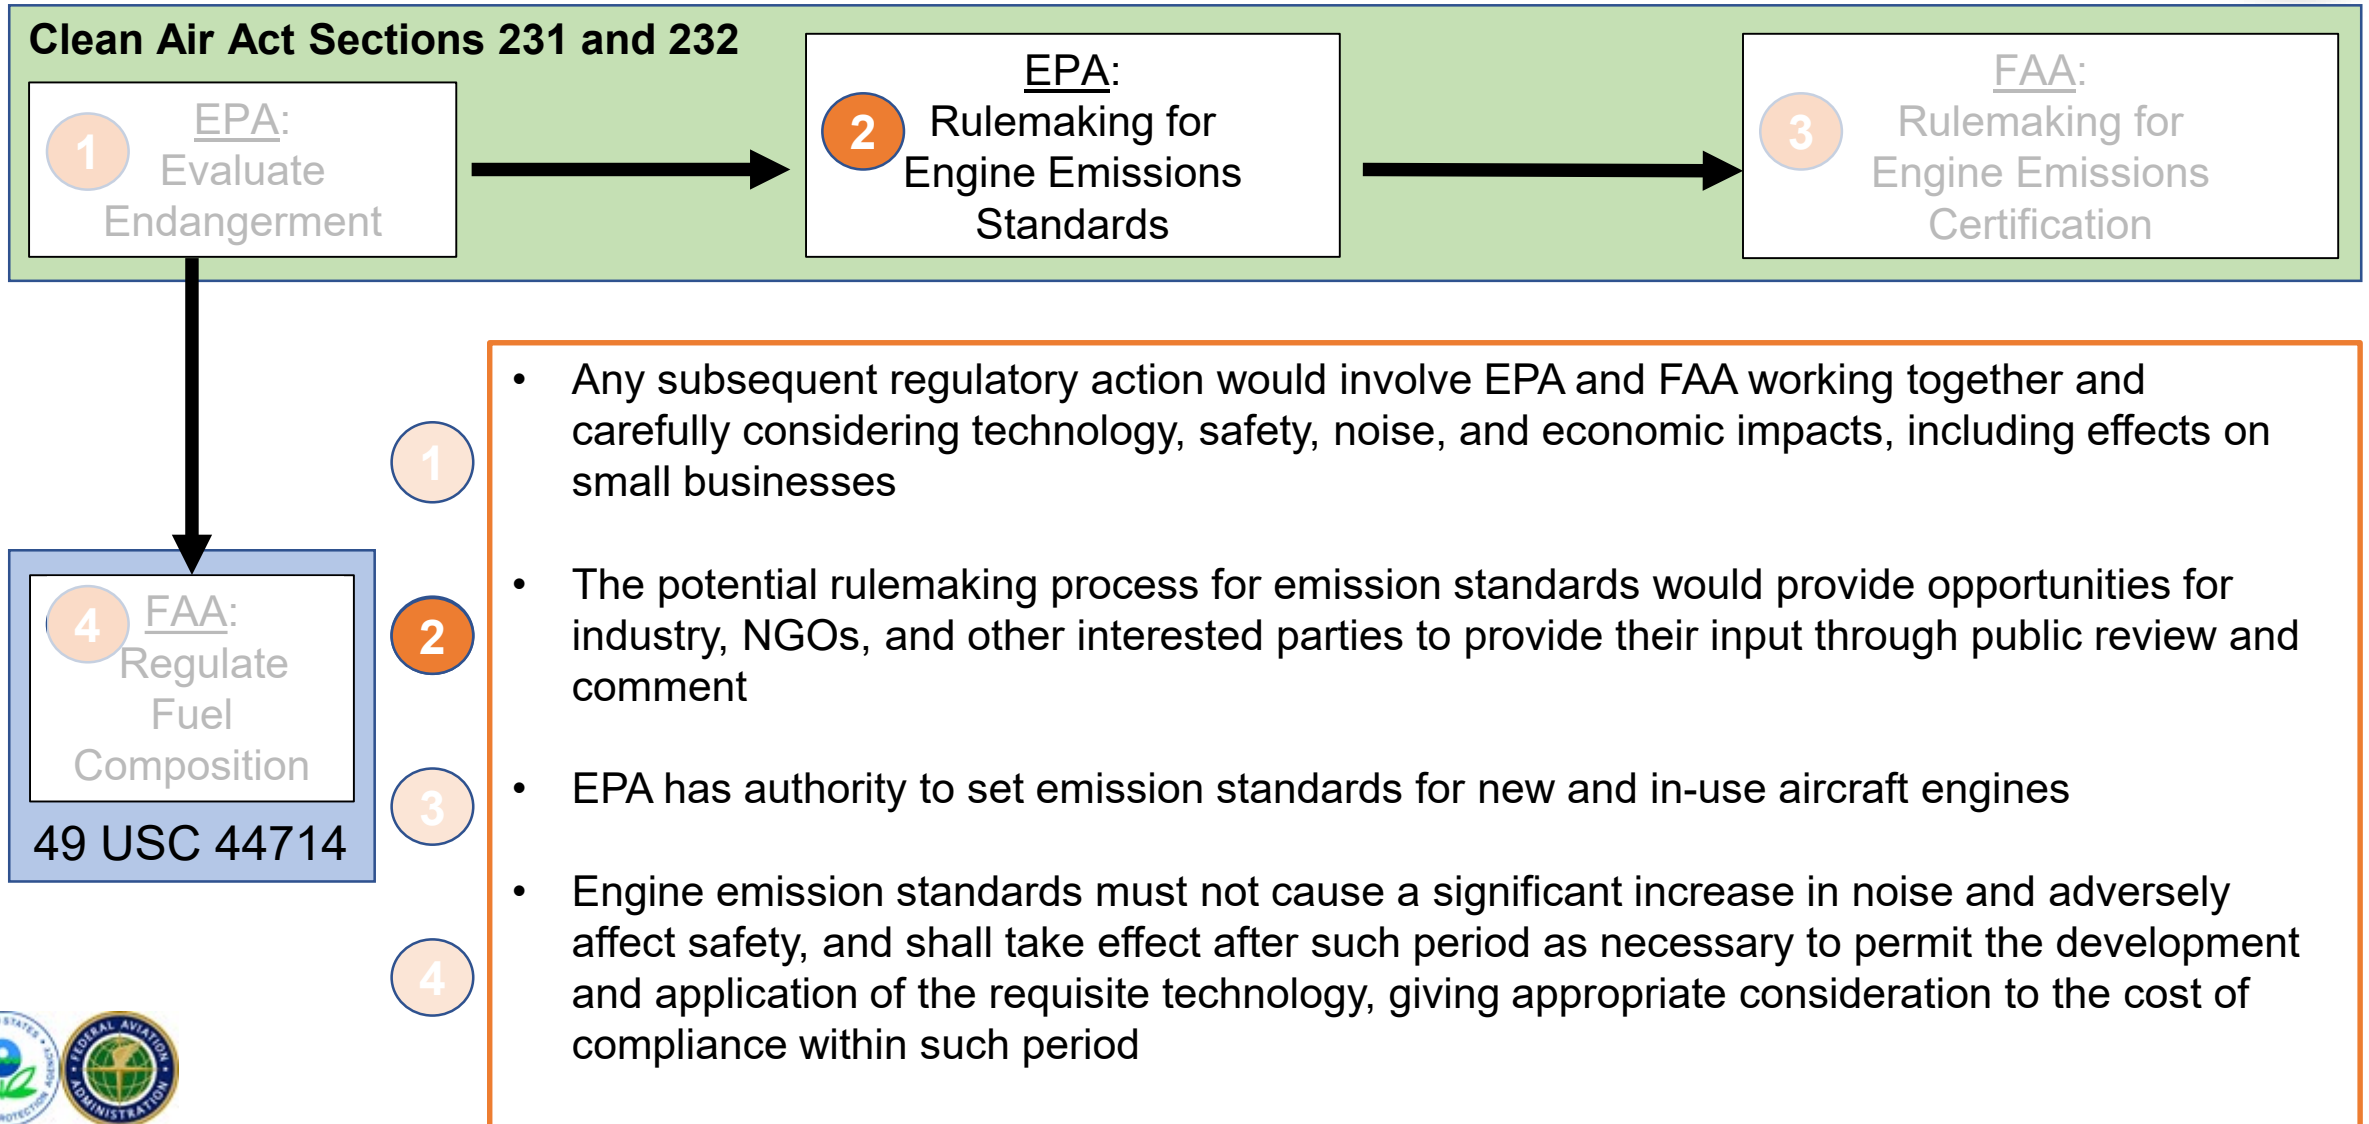 Clean Air Act Sections 231 and 232
1
EPA:
Evaluate
Endangerment
2
EPA:
Rulemaking for
Engine Emissions
Standards
3
FAA:
Rulemaking for
Engine Emissions
Certification
4
FAA:
Regulate
Fuel
Composition
49 USC 44714
1
2
3
4
• Any subsequent regulatory action would involve EPA and FAA working together and
carefully considering technology, safety, noise, and economic impacts, including effects on
small businesses
• The potential rulemaking process for emission standards would provide opportunities for
industry, NGOs, and other interested parties to provide their input through public review and
comment
• EPA has authority to set emission standards for new and in-use aircraft engines
• Engine emission standards must not cause a significant increase in noise and adversely
affect safety, and shall take effect after such period as necessary to permit the development
and application of the requisite technology, giving appropriate consideration to the cost of
compliance within such period
FEDERAL AVIATION
ADMINISTRATION